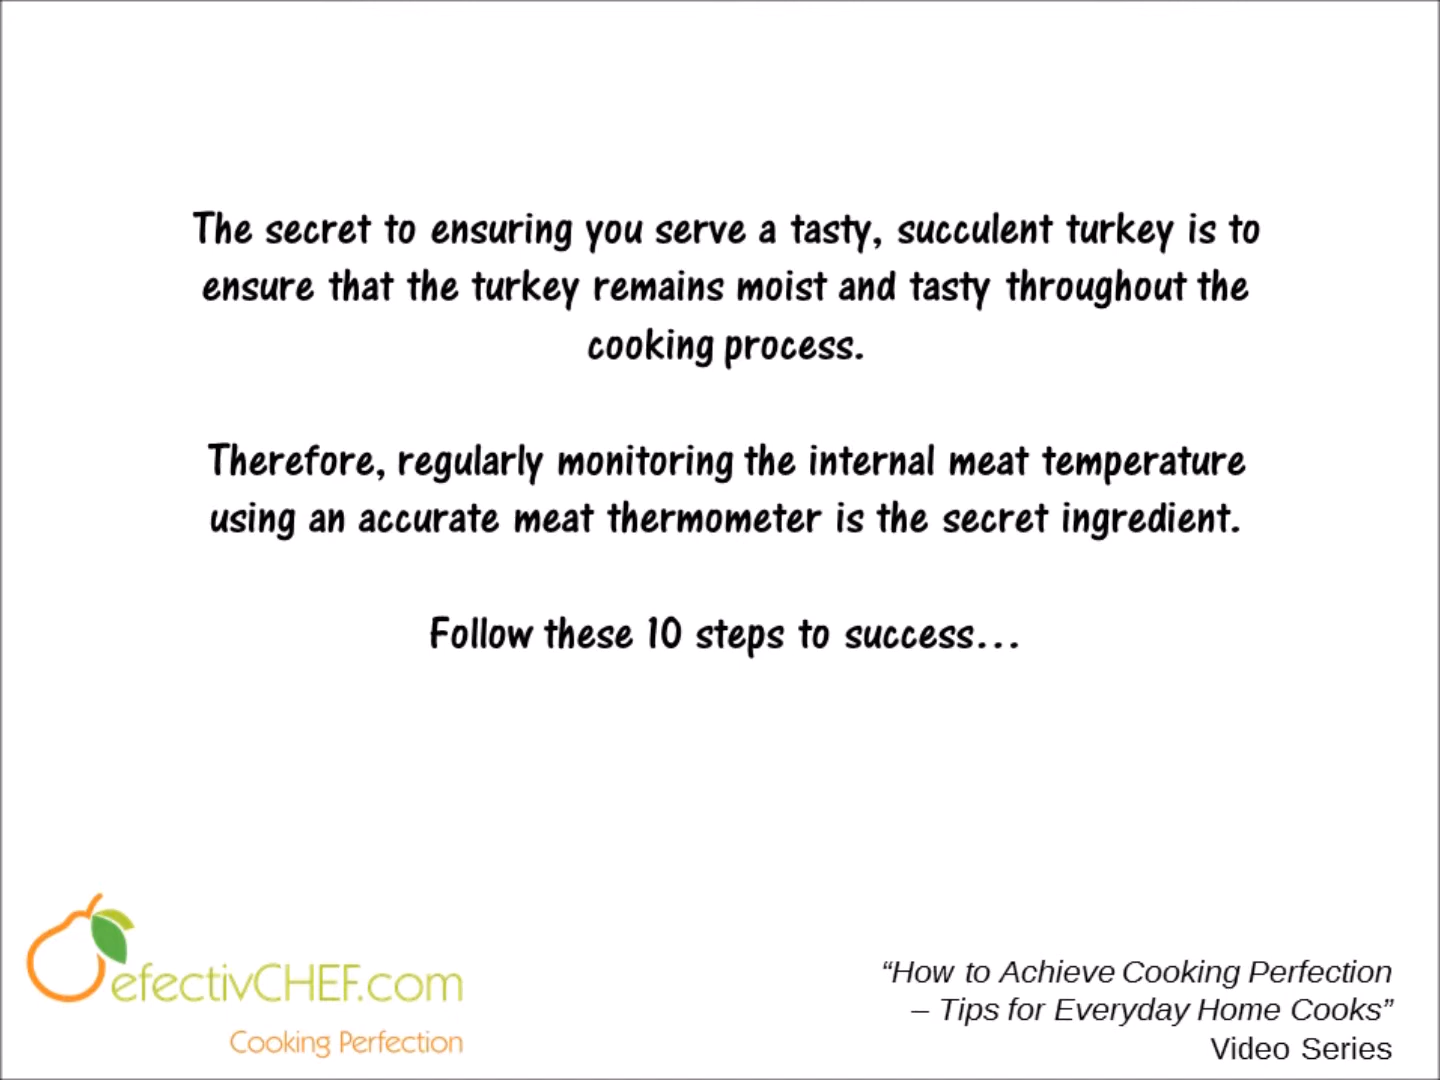 The secret to ensuring you serve a tasty, succulent turkey is to
ensure that the turkey remains moist and tasty throughout the
cooking process.
Therefore, regularly monitoring the internal meat temperature
using an accurate meat thermometer is the secret ingredient.
Follow these 10 steps to success...
efectivCHEF.com
Cooking Perfection
“How to Achieve Cooking Perfection
– Tips for Everyday Home Cooks”
Video Series